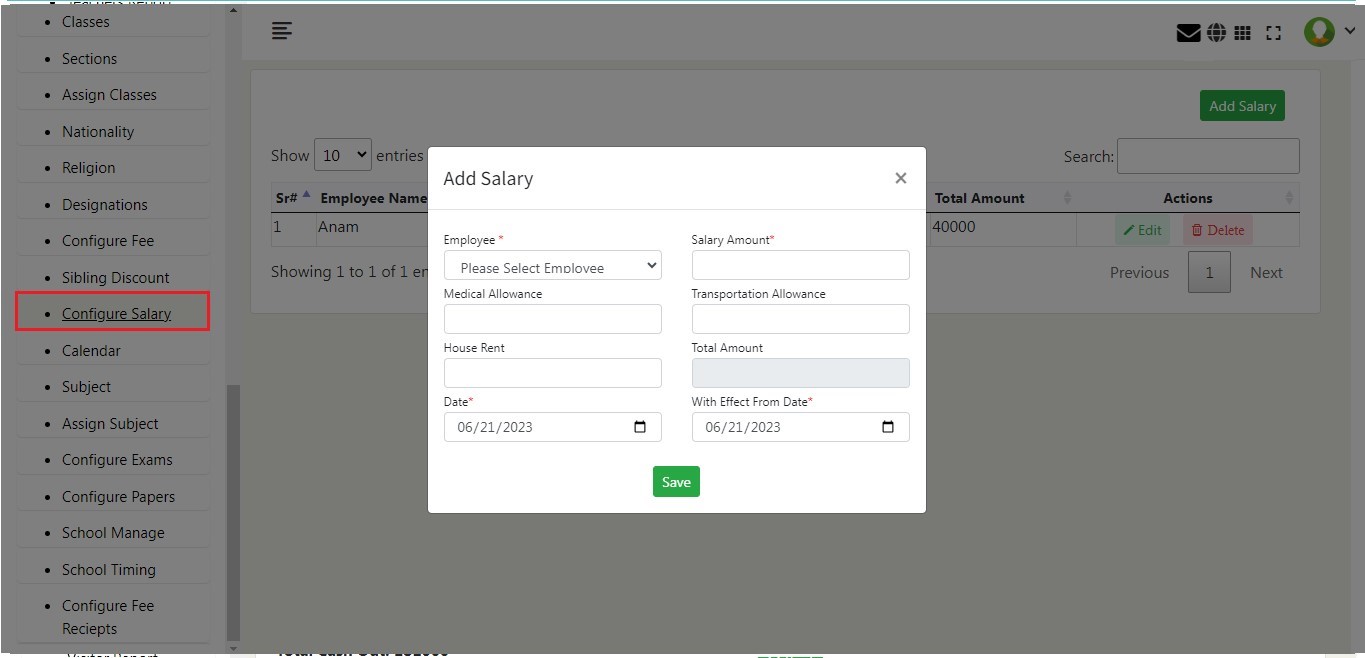 Teachers Report
Classes
Sections
Assign Classes
Nationality
Religion
Designations
Configure Fee
Sibling Discount
Configure Salary
Calendar
Subject
Assign Subject
Configure Exams
Configure Papers
School Manage
School Timing
Configure Fee
Reciepts
Visitor Report
Add Salary
Show 10 entries
Search:
Sr# Employee Name Total Amount Actions
1 Anam 40000 Edit Delete
Showing 1 to 1 of 1 en
Previous 1 Next
Add Salary ×
Employee * Salary Amount*
Please Select Employee
Medical Allowance Transportation Allowance
House Rent Total Amount
Date* With Effect From Date*
06/21/2023 06/21/2023
Save